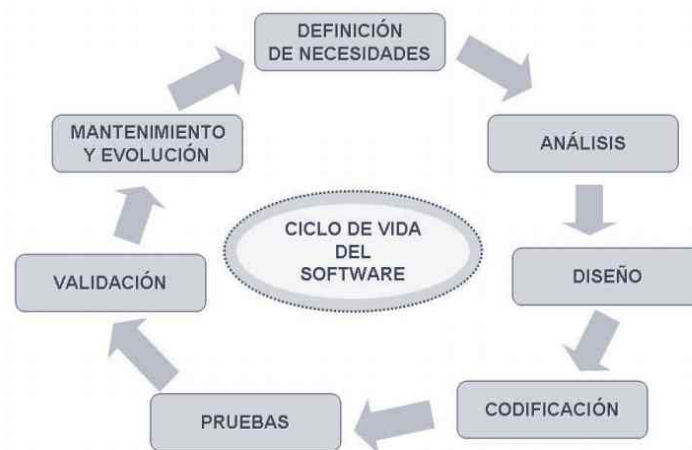 DEFINICIÓN
DE NECESIDADES
ANÁLISIS
DISEÑO
CODIFICACIÓN
PRUEBAS
VALIDACIÓN
MANTENIMIENTO
Y EVOLUCIÓN
CICLO DE VIDA
DEL
SOFTWARE